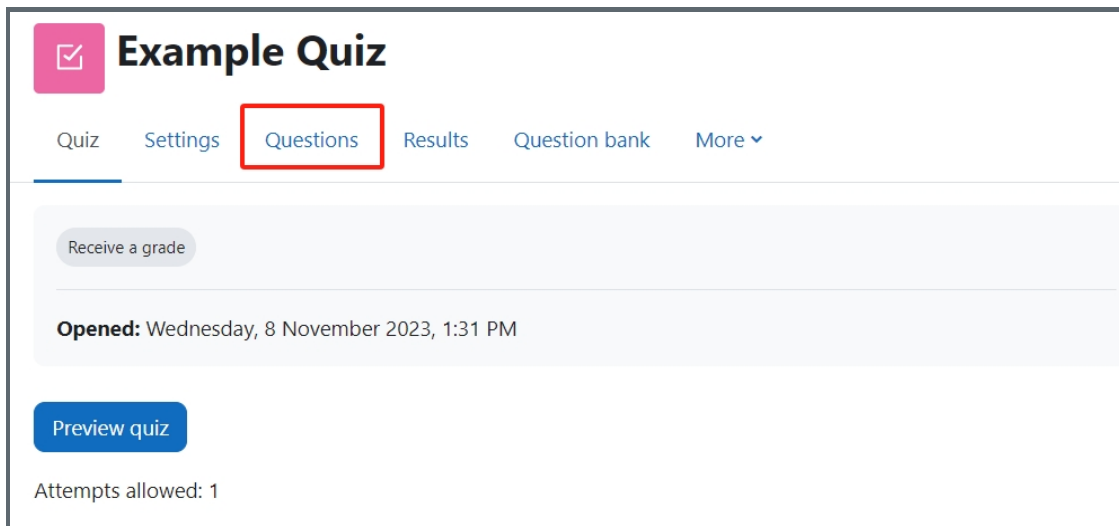 Example Quiz
Quiz Settings Questions Results Question bank More
Receive a grade
Opened: Wednesday, 8 November 2023, 1:31 PM
Preview quiz
Attempts allowed: 1